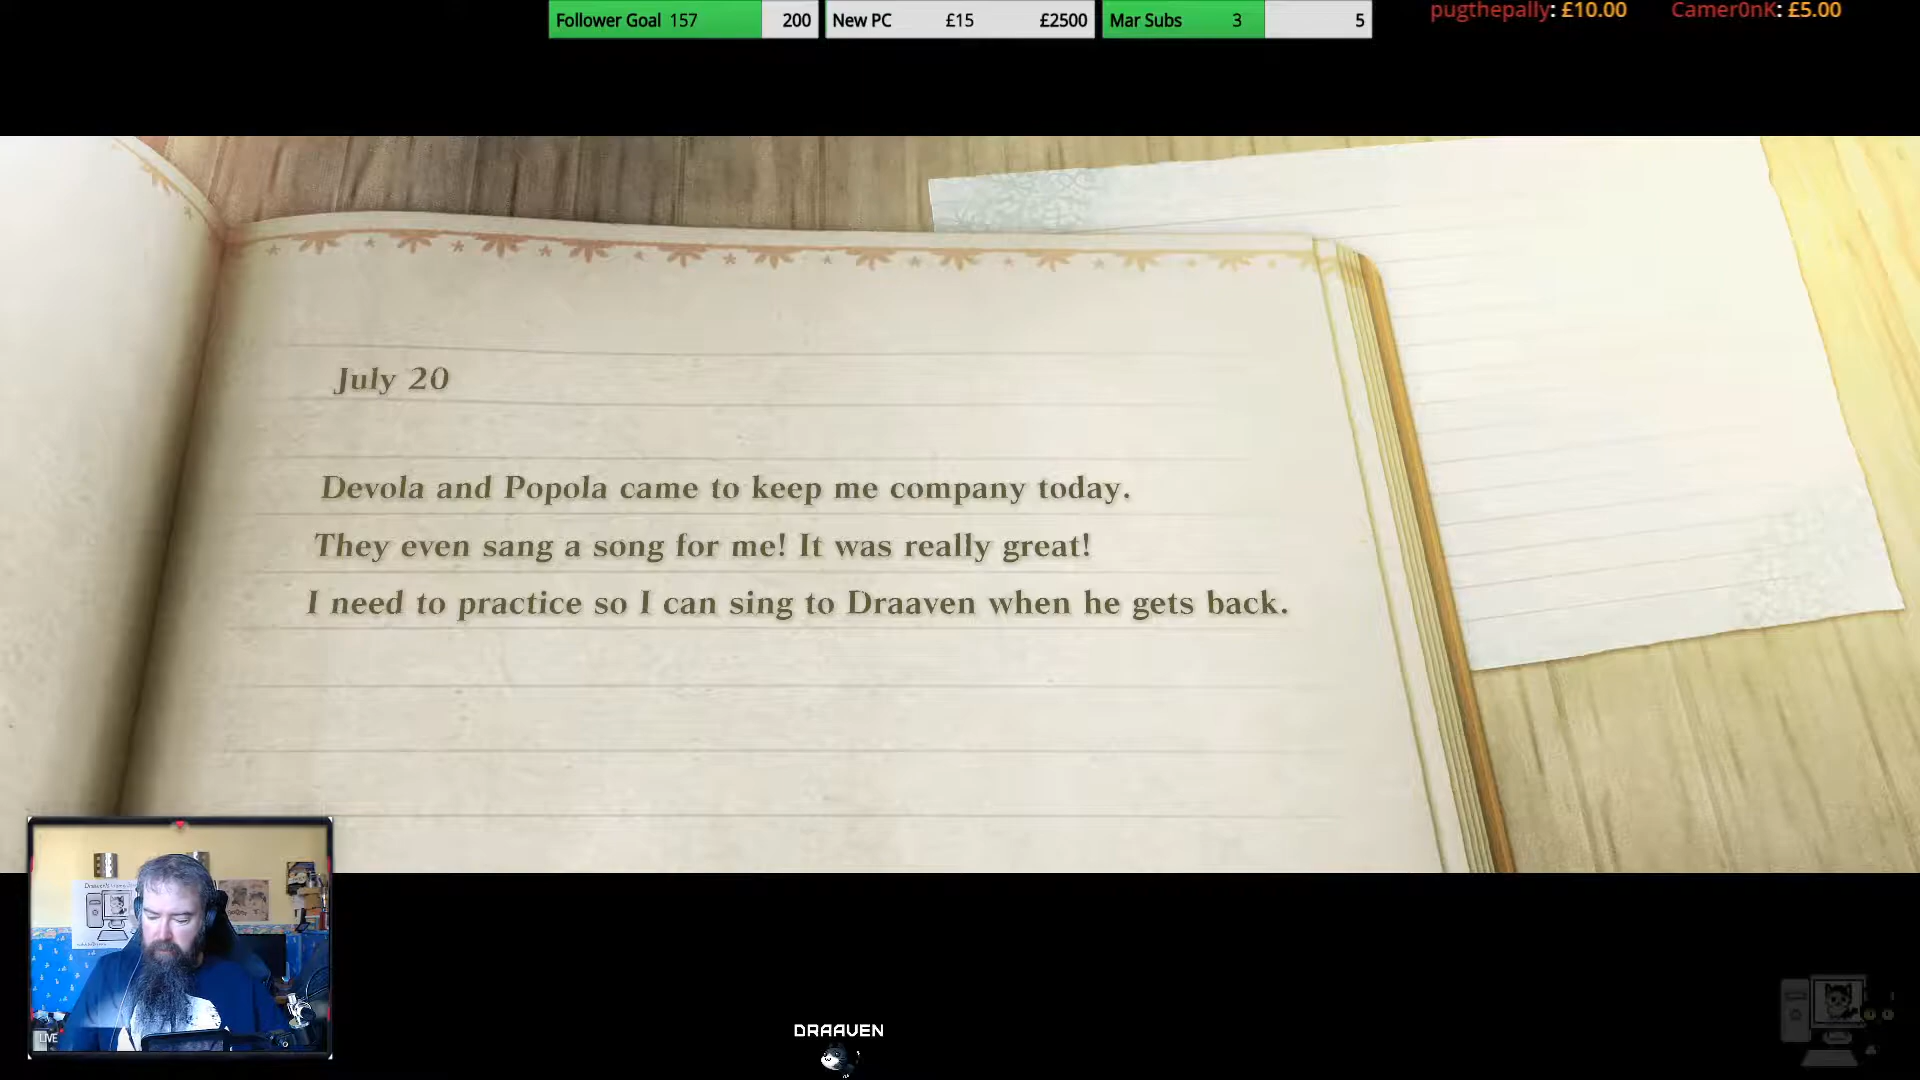 Follower Goal 157 200 New PC £15 £2500 Mar Subs 3 5 pugthepally: £10.00 Camer0nK: £5.00
July 20
Devola and Popola came to keep me company today.
They even sang a song for me! It was really great!
I need to practice so I can sing to Draaven when he gets back.
LIVE
DRAAVEN